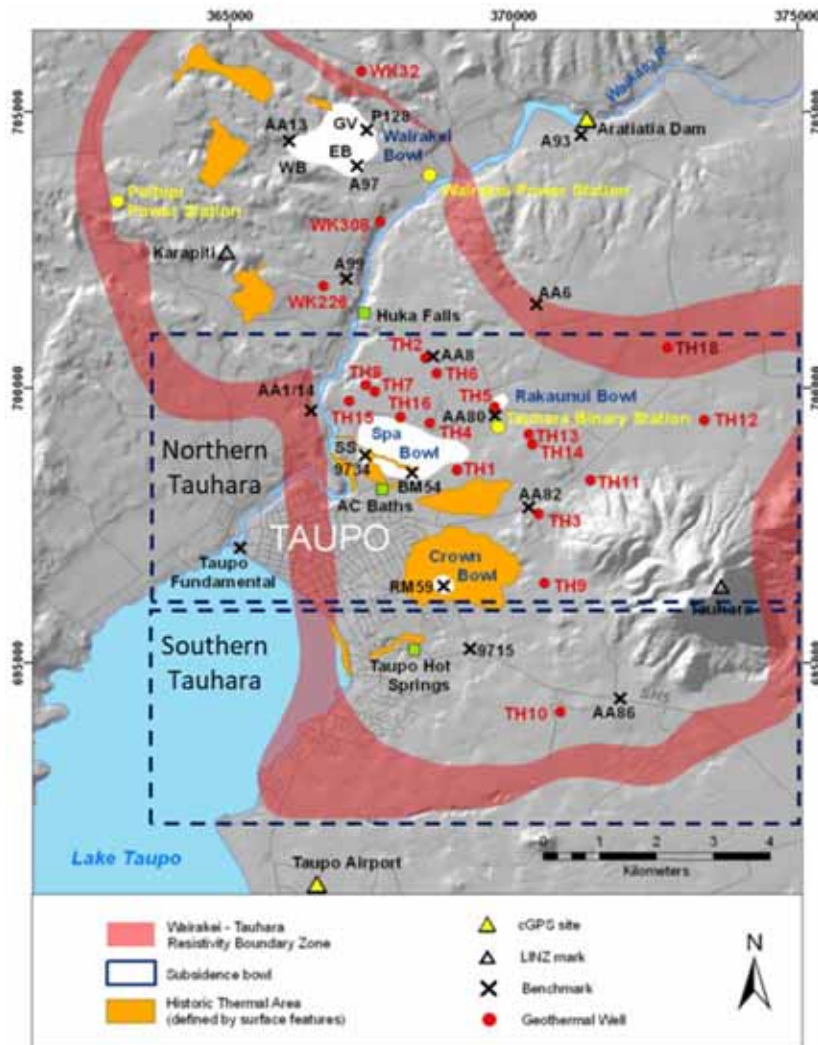 365000
370000
375000
WK32
Waikato R
705000
P128
GV
AA13
Wairakei
Bowl
Aratiatia Dam
A93
EB
WB
A97
Wairakei Power Station
Poihipi
Power Station
WK308
Karapiti
A99
AA6
WK226
Huka Falls
TH2
AA8
TH18
TH8
TH6
700000
TH7
TH5
Rakaunui Bowl
AA1/14
TH15
TH16
AA80
Tauhara Binary Station
TH12
TH4
TH13
TH14
Northern
Tauhara
Spa
Bowl
SS
9734
TH1
BM54
TH11
AC Baths
AA82
TH3
TAUPO
Taupo
Fundamental
Crown
Bowl
RM59
TH9
Tauhara
Southern
Tauhara
695000
9715
Taupo Hot
Springs
SH5
AA86
TH10
Lake Taupo
Taupo Airport
0 1 2 3 4
Kilometers
Wairakei - Tauhara
Resistivity Boundary Zone
Subsidence bowl
Historic Thermal Area
(defined by surface features)
cGPS site
LINZ mark
Benchmark
Geothermal Well
N